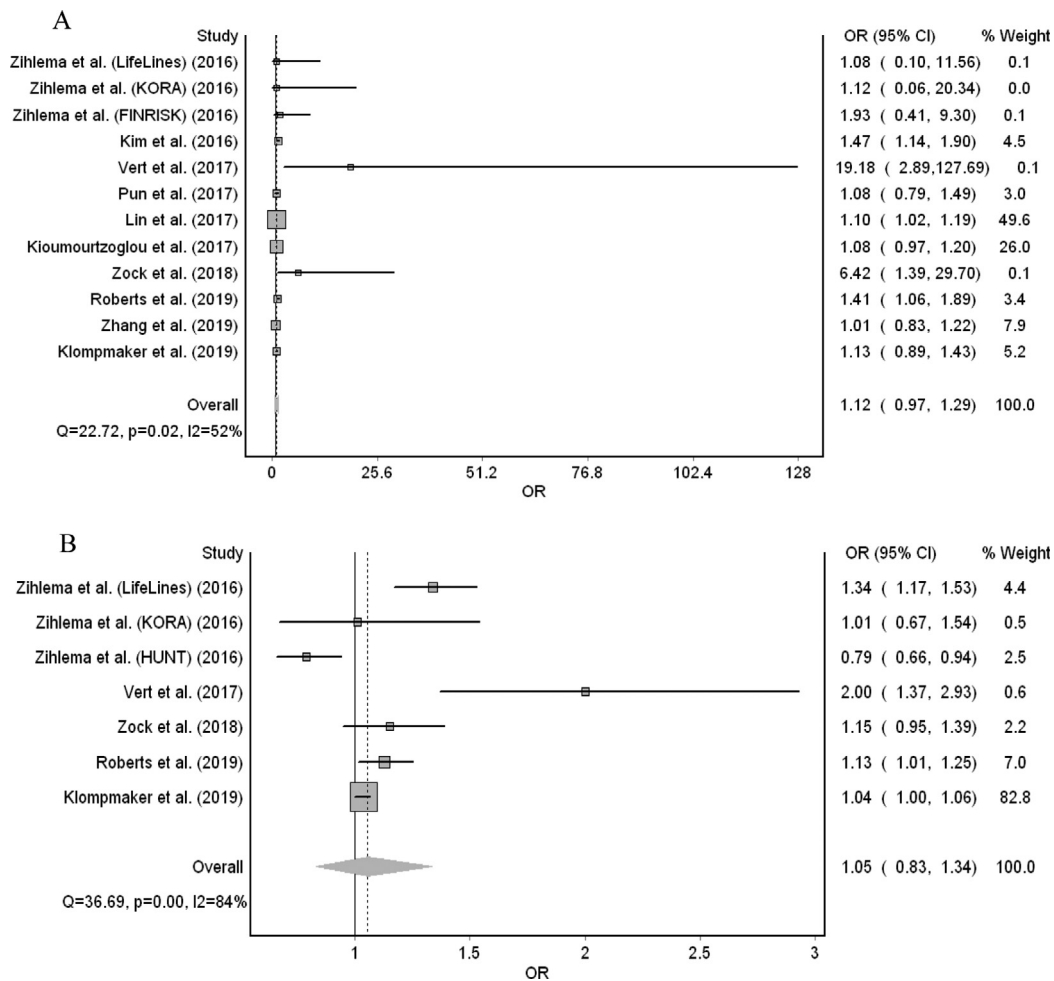 A
Study OR (95% CI) % Weight
Zihlema et al. (LifeLines) (2016) 1.08 ( 0.10, 11.56) 0.1
Zihlema et al. (KORA) (2016) 1.12 ( 0.06, 20.34) 0.0
Zihlema et al. (FINRISK) (2016) 1.93 ( 0.41, 9.30) 0.1
Kim et al. (2016) 1.47 ( 1.14, 1.90) 4.5
Vert et al. (2017) 19.18 ( 2.89,127.69) 0.1
Pun et al. (2017) 1.08 ( 0.79, 1.49) 3.0
Lin et al. (2017) 1.10 ( 1.02, 1.19) 49.6
Kioumourtzoglou et al. (2017) 1.08 ( 0.97, 1.20) 26.0
Zock et al. (2018) 6.42 ( 1.39, 29.70) 0.1
Roberts et al. (2019) 1.41 ( 1.06, 1.89) 3.4
Zhang et al. (2019) 1.01 ( 0.83, 1.22) 7.9
Klompmaker et al. (2019) 1.13 ( 0.89, 1.43) 5.2
Overall 1.12 ( 0.97, 1.29) 100.0
Q=22.72, p=0.02, I2=52%
0 25.6 51.2 76.8 102.4 128
OR
B
Study OR (95% CI) % Weight
Zihlema et al. (LifeLines) (2016) 1.34 ( 1.17, 1.53) 4.4
Zihlema et al. (KORA) (2016) 1.01 ( 0.67, 1.54) 0.5
Zihlema et al. (HUNT) (2016) 0.79 ( 0.66, 0.94) 2.5
Vert et al. (2017) 2.00 ( 1.37, 2.93) 0.6
Zock et al. (2018) 1.15 ( 0.95, 1.39) 2.2
Roberts et al. (2019) 1.13 ( 1.01, 1.25) 7.0
Klompmaker et al. (2019) 1.04 ( 1.00, 1.06) 82.8
Overall 1.05 ( 0.83, 1.34) 100.0
Q=36.69, p=0.00, I2=84%
1 1.5 2 2.5 3
OR